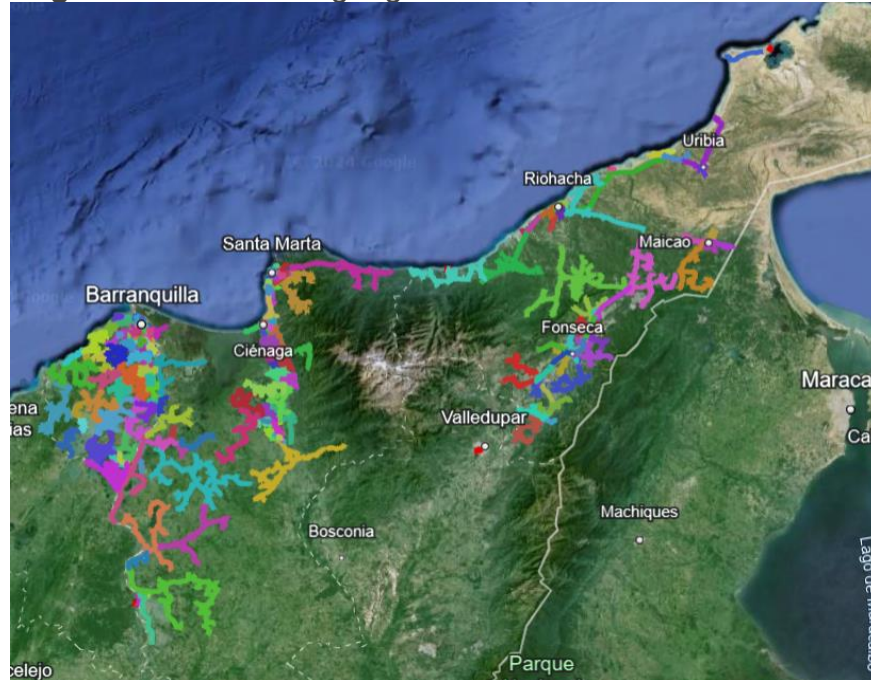 Uribia
Riohacha
Santa Marta
Maicao
Barranquilla
Ciénaga
Fonseca
Maraca
ena
ias
Valledupar
Ca
Machiques
Bosconia
Parque
celejo